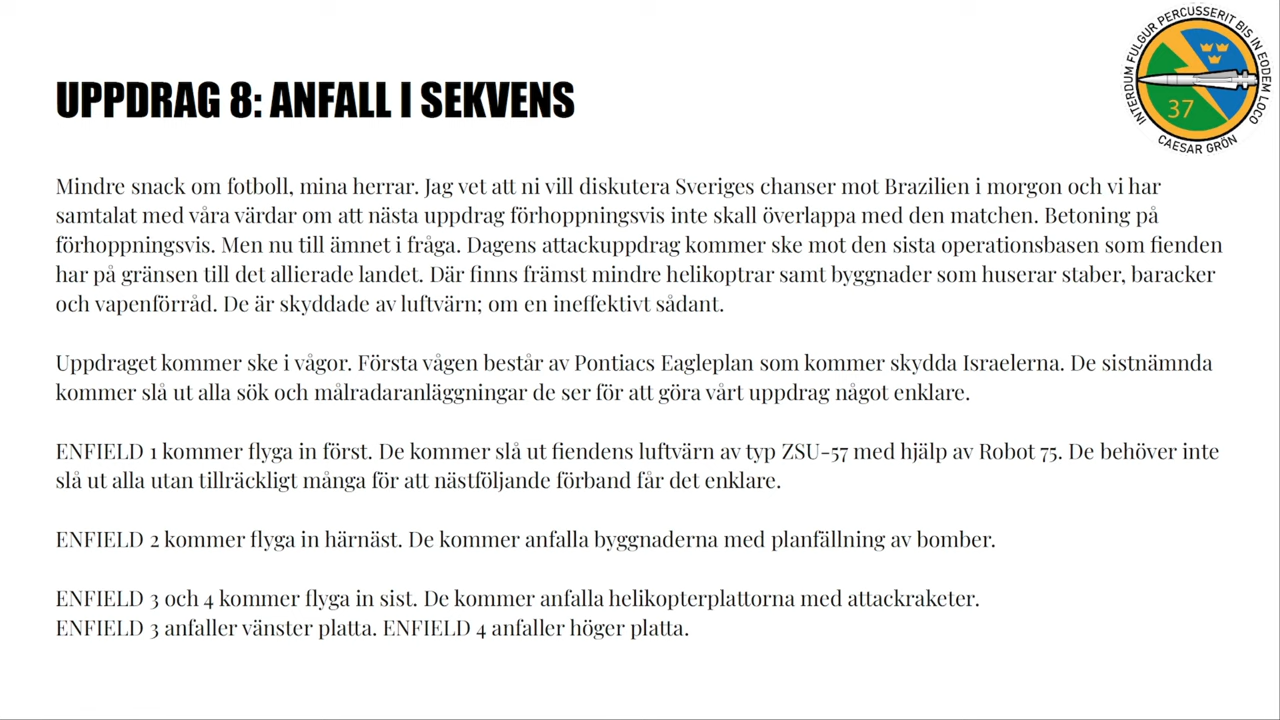 INTERDUM FULGUR PERCUSSERIT BIS IN EODEM LOCO
37
CAESAR GRÖN
UPPDRAG 8: ANFALL I SEKVENS
Mindre snack om fotboll, mina herrar. Jag vet att ni vill diskutera Sveriges chanser mot Brazilien i morgon och vi har
samtalat med våra värdar om att nästa uppdrag förhoppningsvis inte skall överlappa med den matchen. Betoning på
förhoppningsvis. Men nu till ämnet i fråga. Dagens attackuppdrag kommer ske mot den sista operationsbasen som fienden
har på gränsen till det allierade landet. Där finns främst mindre helikoptrar samt byggnader som huserar staber, baracker
och vapenförråd. De är skyddade av luftvärn; om en ineffektivt sådant.
Uppdraget kommer ske i vågor. Första vågen består av Pontiacs Eagleplan som kommer skydda Israelerna. De sistnämnda
kommer slå ut alla sök och målradaranläggningar de ser för att göra vårt uppdrag något enklare.
ENFIELD 1 kommer flyga in först. De kommer slå ut fiendens luftvärn av typ ZSU-57 med hjälp av Robot 75. De behöver inte
slå ut alla utan tillräckligt många för att nästföljande förband får det enklare.
ENFIELD 2 kommer flyga in härnäst. De kommer anfalla byggnaderna med planfällning av bomber.
ENFIELD 3 och 4 kommer flyga in sist. De kommer anfalla helikopterplattorna med attackraketer.
ENFIELD 3 anfaller vänster platta. ENFIELD 4 anfaller höger platta.